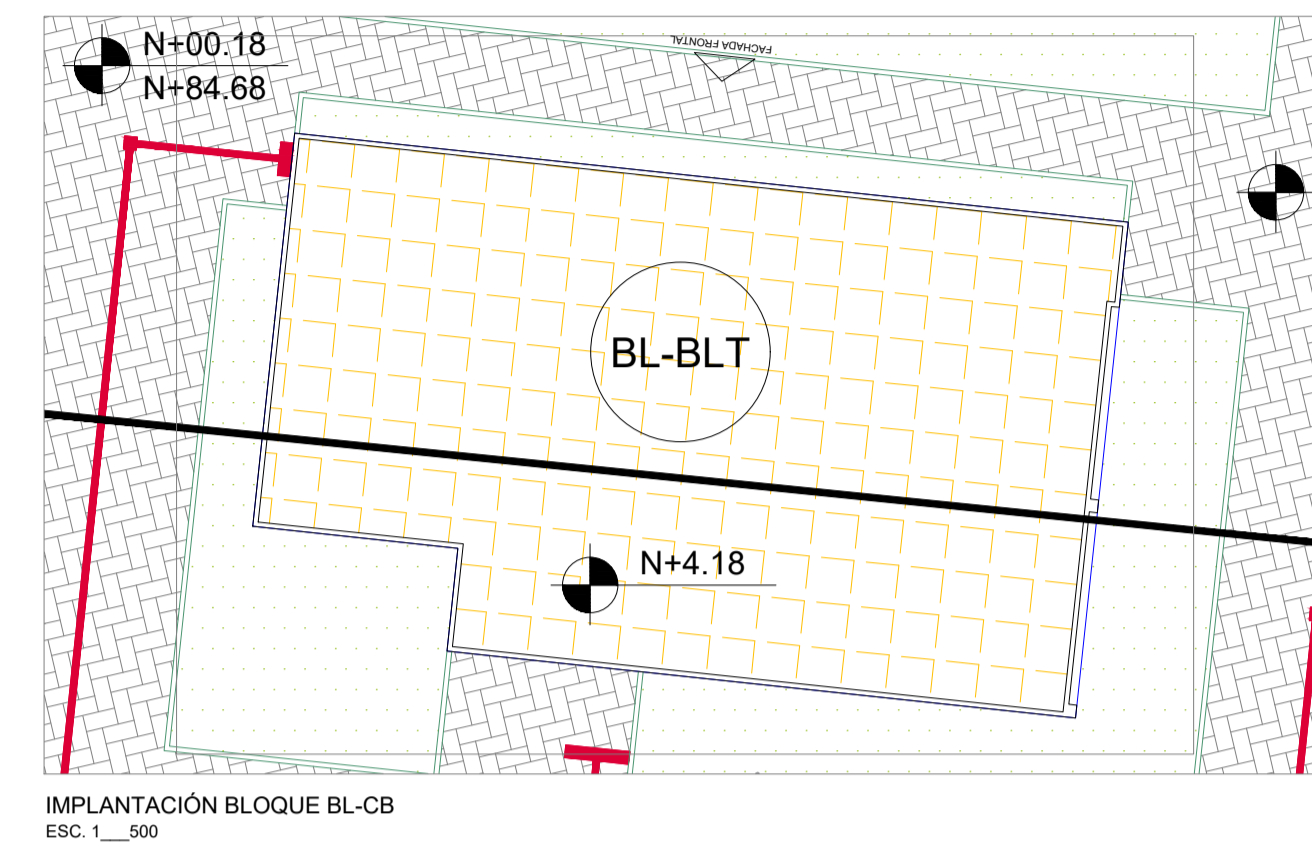 N+00.18
N+84.68
FACHADA FRONTAL
BL-BLT
N+4.18
IMPLANTACIÓN BLOQUE BL-CB
ESC. 1___500